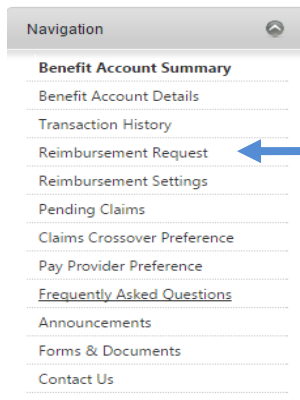 Navigation
Benefit Account Summary
Benefit Account Details
Transaction History
Reimbursement Request
Reimbursement Settings
Pending Claims
Claims Crossover Preference
Pay Provider Preference
Frequently Asked Questions
Announcements
Forms & Documents
Contact Us